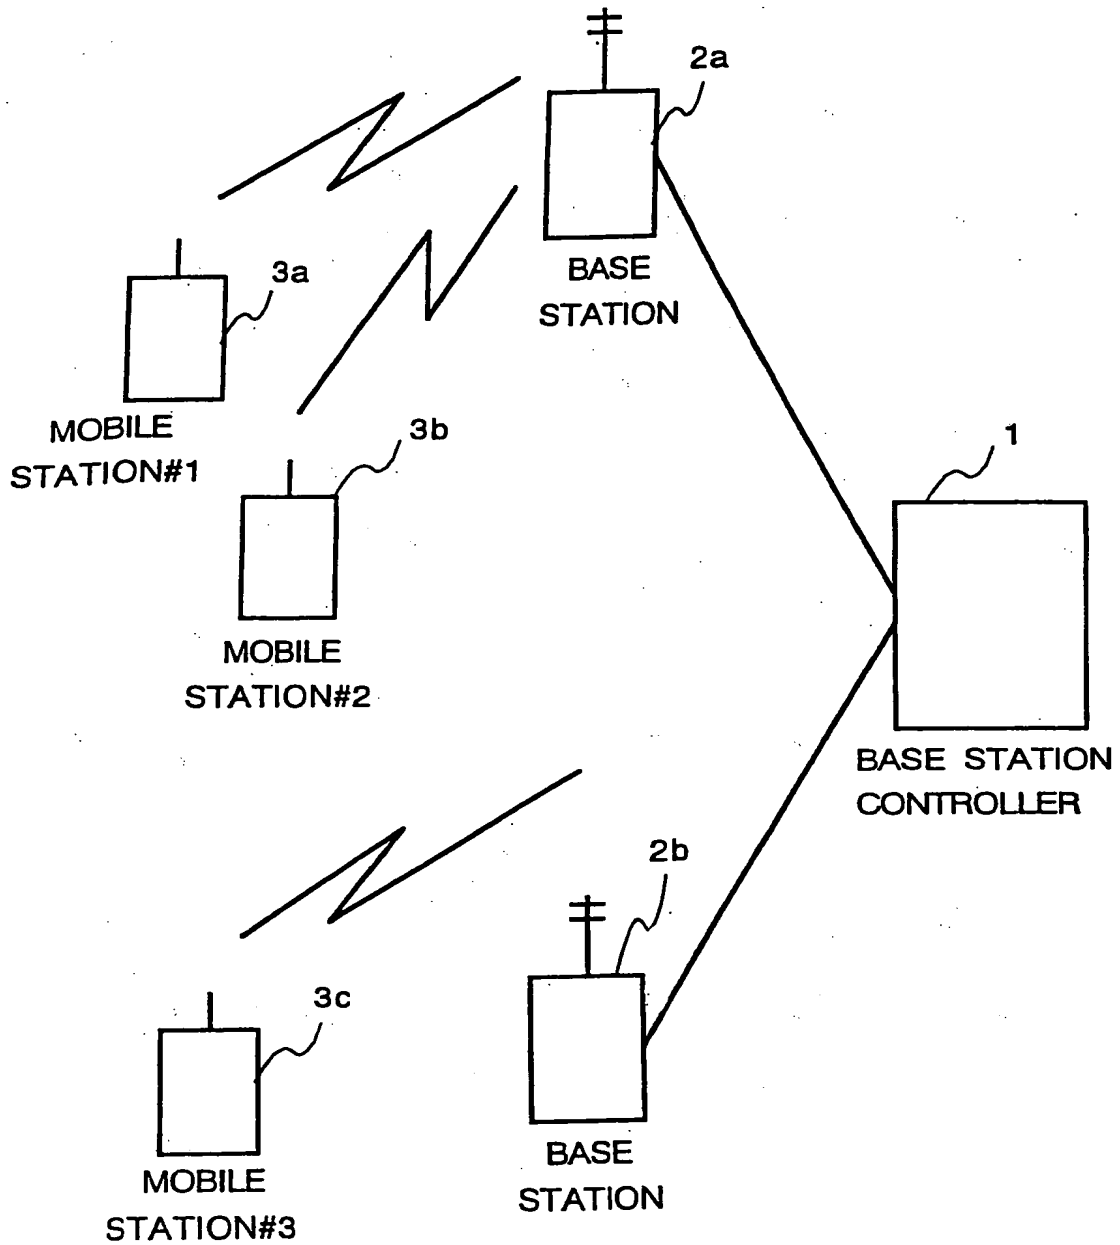 2a
BASE
STATION
3a
MOBILE
STATION#1
3b
MOBILE
STATION#2
1
BASE STATION
CONTROLLER
2b
BASE
STATION
3c
MOBILE
STATION#3